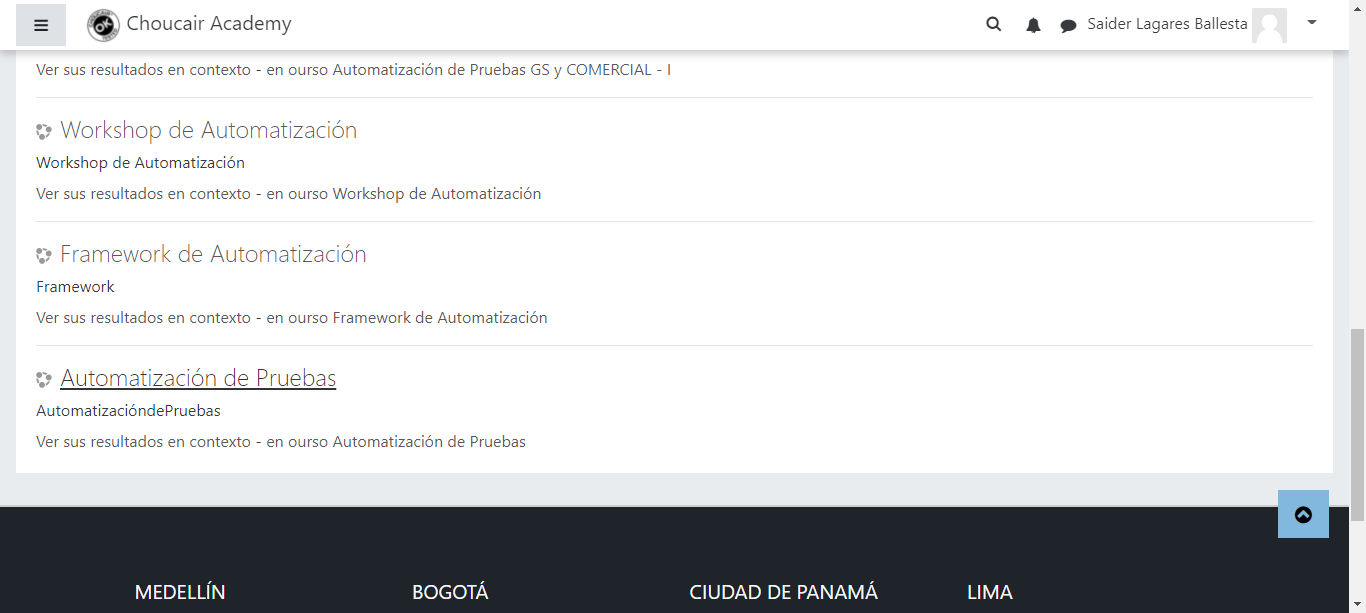 Choucair Academy
Saider Lagares Ballesta
Ver sus resultados en contexto - en ourso Automatización de Pruebas GS y COMERCIAL - I
Workshop de Automatización
Workshop de Automatización
Ver sus resultados en contexto - en ourso Workshop de Automatización
Framework de Automatización
Framework
Ver sus resultados en contexto - en ourso Framework de Automatización
Automatización de Pruebas
AutomatizacióndePruebas
Ver sus resultados en contexto - en ourso Automatización de Pruebas
MEDELLÍN
BOGOTÁ
CIUDAD DE PANAMÁ
LIMA